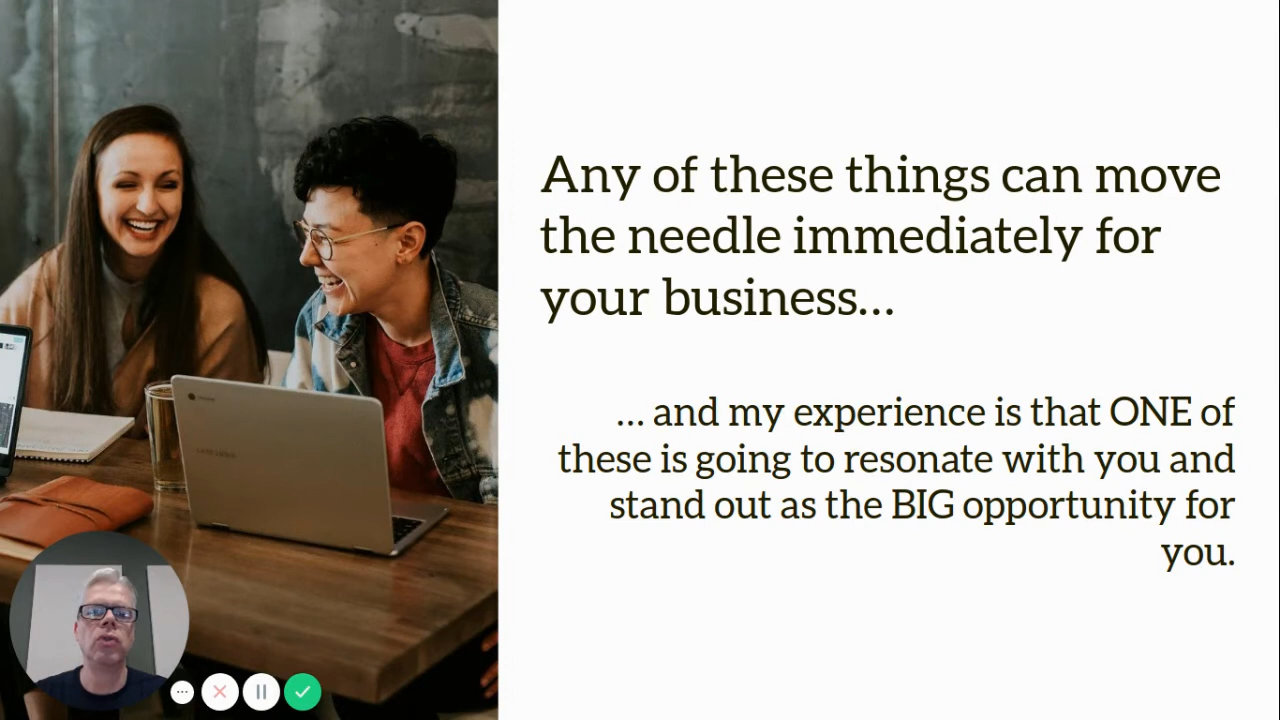 Any of these things can move
the needle immediately for
your business...
... and my experience is that ONE of
these is going to resonate with you and
stand out as the BIG opportunity for
you.